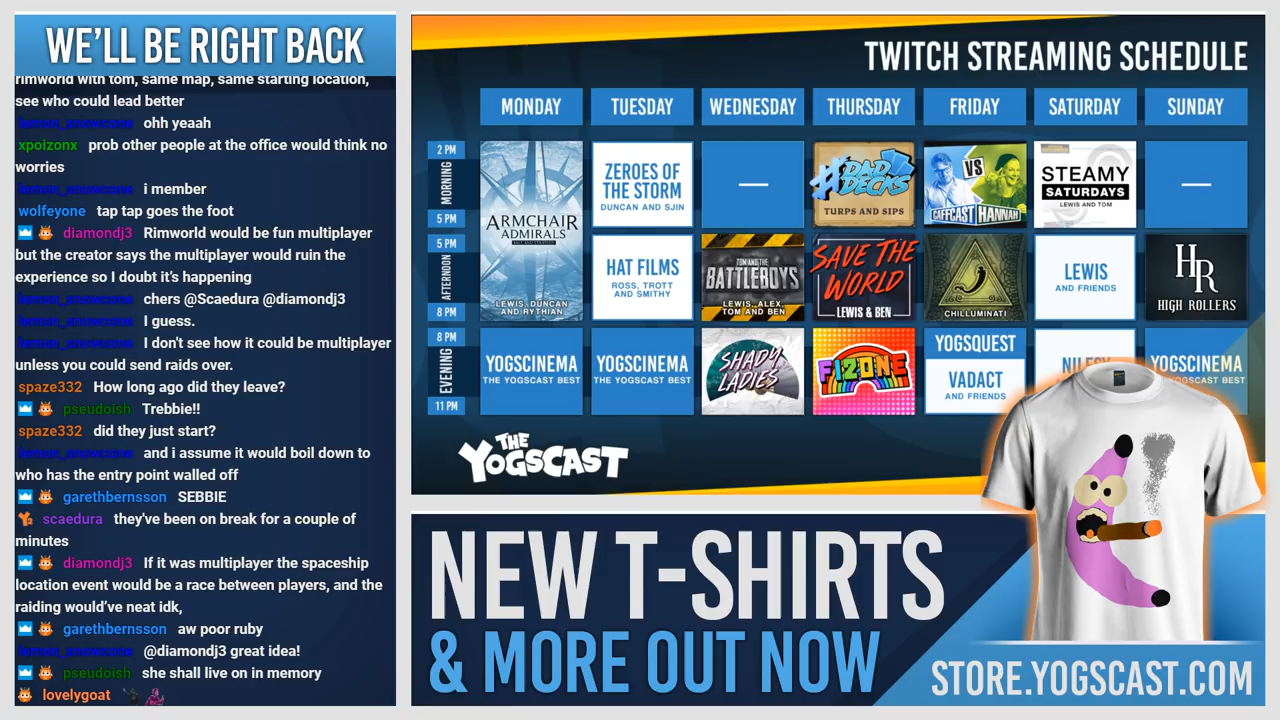 WE'LL BE RIGHT BACK
rimworld with tom, same map, same starting location,
see who could lead better
lemon_snowcone ohh yeaah
xpoizonx prob other people at the office would think no
worries
lemon_snowcone i member
wolfeyone tap tap goes the foot
diamondj3 Rimworld would be fun multiplayer
but the creator says the multiplayer would ruin the
experience so I doubt it's happening
lemon_snowcone chers @Scaedura @diamondj3
lemon_snowcone I guess.
lemon_snowcone I don't see how it could be multiplayer
unless you could send raids over.
spaze332 How long ago did they leave?
pseudoish Trebbie!!
spaze332 did they just start?
lemon_snowcone and i assume it would boil down to
who has the entry point walled off
garethbernsson SEBBIE
scaedura they've been on break for a couple of
minutes
diamondj3 If it was multiplayer the spaceship
location event would be a race between players, and the
raiding would've neat idk,
garethbernsson aw poor ruby
lemon_snowcone @diamondj3 great idea!
pseudoish she shall live on in memory
lovelygoat
TWITCH STREAMING SCHEDULE
MONDAY TUESDAY WEDNESDAY THURSDAY FRIDAY SATURDAY SUNDAY
2 PM
MORNING
5 PM
ARMCHAIR
ADMIRALS
LEWIS, DUNCAN
AND RYTHIAN
ZEROES OF
THE STORM
DUNCAN AND SJIN
—
#DAD
DECKS
TURPS AND SIPS
VS
CAFFCAST HANNAH
STEAMY
SATURDAYS
LEWIS AND TOM
—
5 PM
AFTERNOON
8 PM
HAT FILMS
ROSS, TROTT
AND SMITHY
TOM AND THE
BATTLEBOYS
LEWIS, ALEX,
TOM AND BEN
SAVE THE
WORLD
LEWIS & BEN
CHILLUMINATI
LEWIS
AND FRIENDS
HR
HIGH ROLLERS
8 PM
EVENING
11 PM
YOGSCINEMA
THE YOGSCAST BEST
YOGSCINEMA
THE YOGSCAST BEST
SHADY
LADIES
FIZONE
YOGSQUEST
VADACT
AND FRIENDS
YOGSCINEMA
THE YOGSCAST BEST
THE
YOGSCAST
NEW T-SHIRTS
& MORE OUT NOW
STORE.YOGSCAST.COM